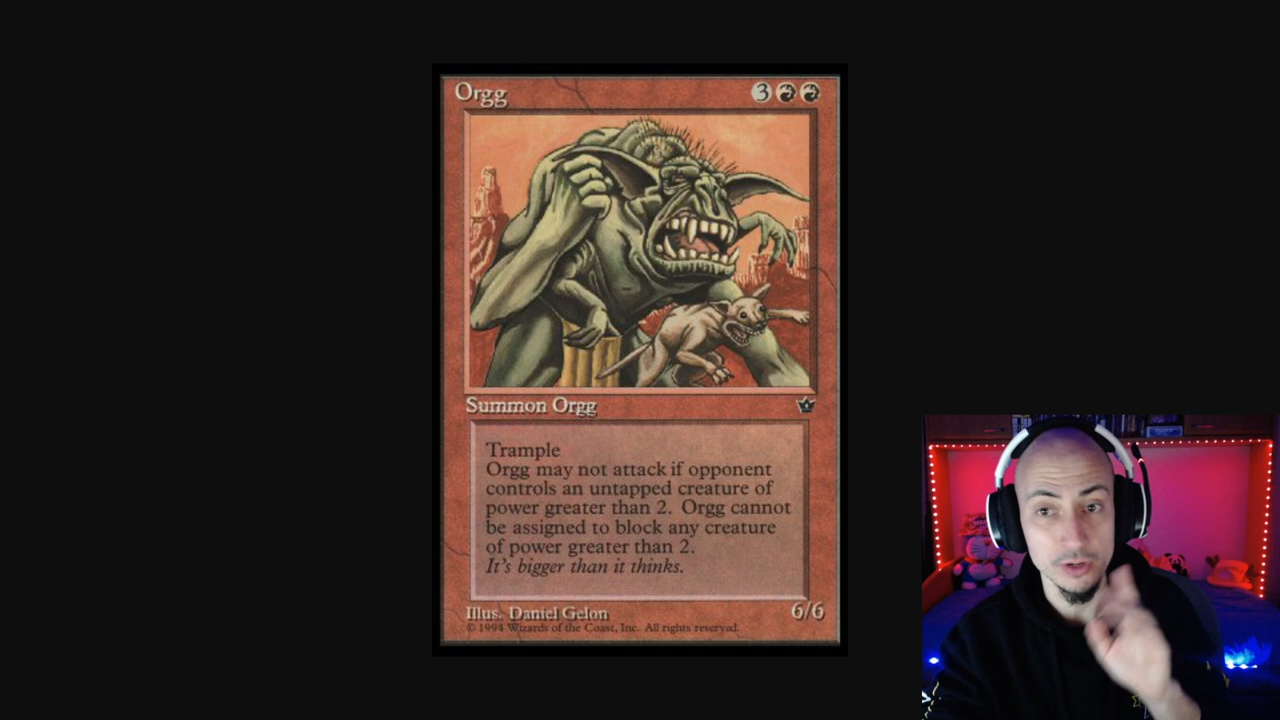 Orgg 3
Summon Orgg
Trample
Orgg may not attack if opponent
controls an untapped creature of
power greater than 2. Orgg cannot
be assigned to block any creature
of power greater than 2.
It's bigger than it thinks.
Illus. Daniel Gelon 6/6
© 1994 Wizards of the Coast, Inc. All rights reserved.